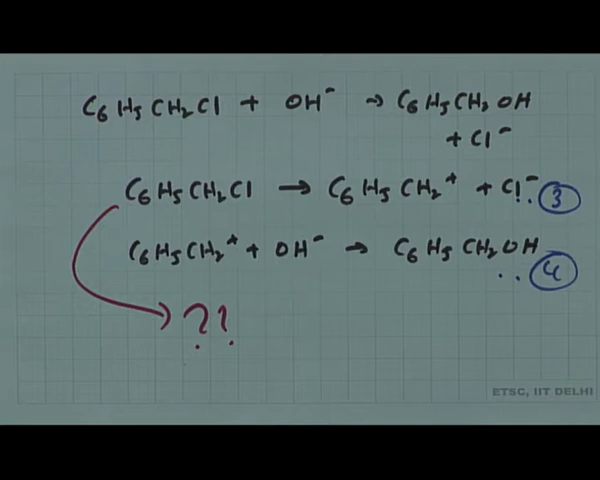 C6H5CH2Cl + OH⁻ → C6H5CH2OH
+ Cl⁻
C6H5CH2Cl → C6H5CH2⁺ + Cl⁻ .. 3
C6H5CH2⁺ + OH⁻ → C6H5CH2OH .. 4
??
ETSC, IIT DELHI